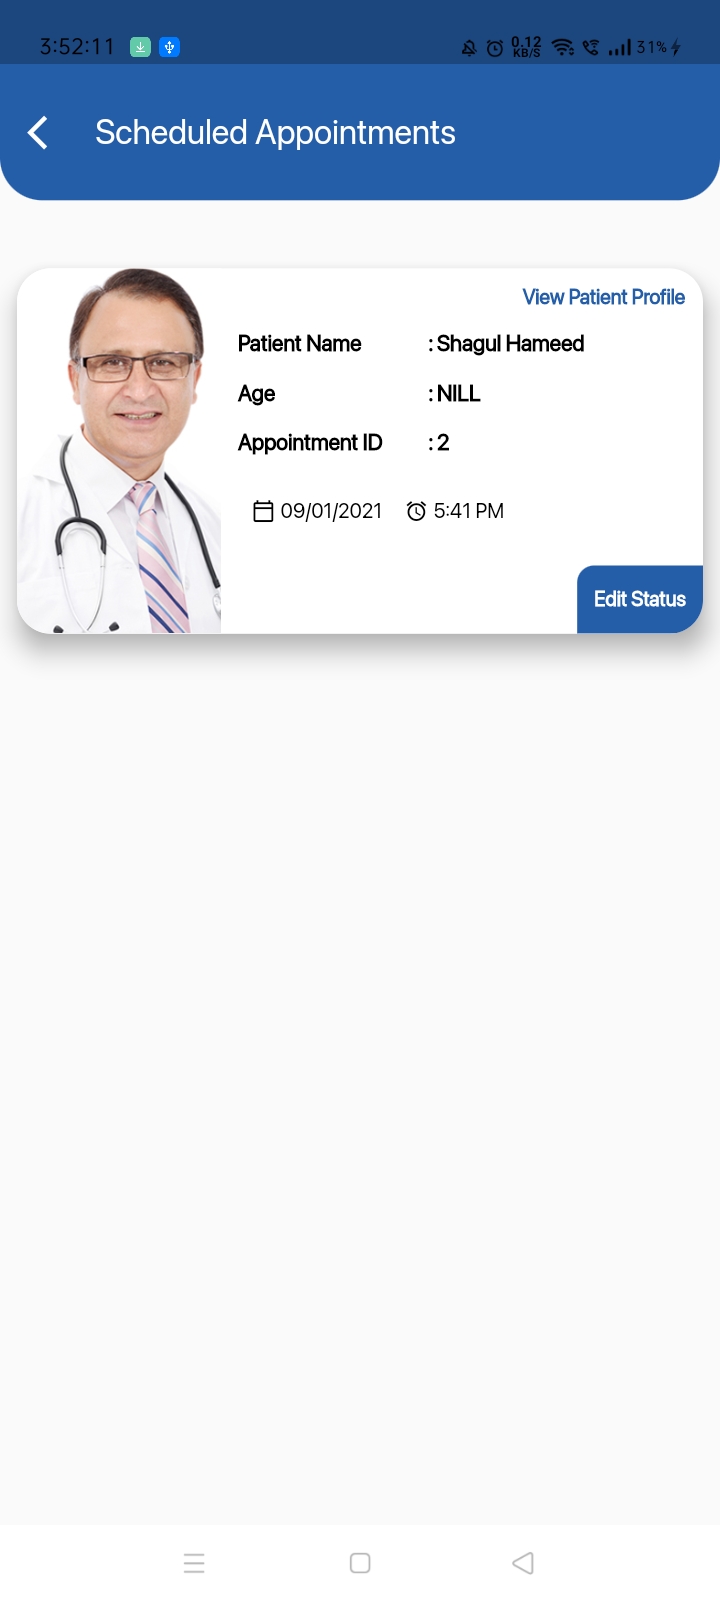 3:52:11 0.12 KB/S 31%
Scheduled Appointments
View Patient Profile
Patient Name : Shagul Hameed
Age : NILL
Appointment ID : 2
09/01/2021 5:41 PM
Edit Status